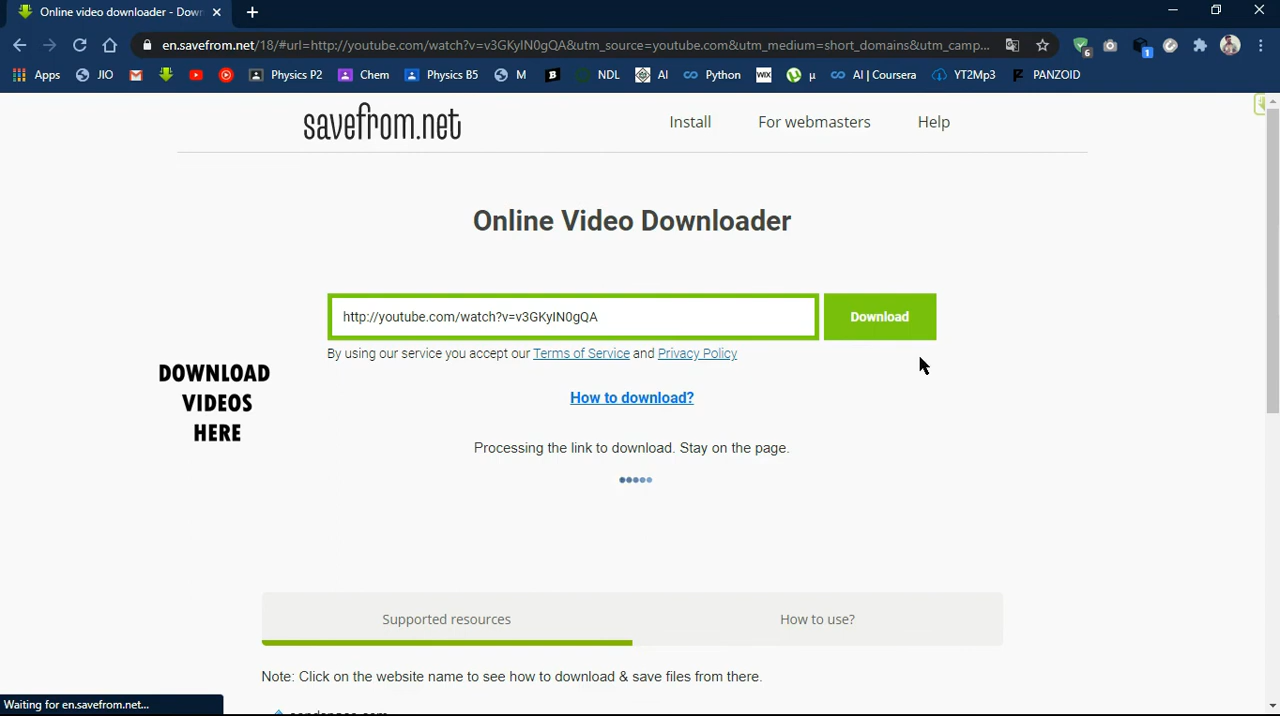 Online video downloader - Dow
en.savefrom.net/18/#url=http://youtube.com/watch?v=v3GKyIN0gQA&utm_source=youtube.com&utm_medium=short_domains&utm_camp...
6
1
Apps JIO Physics P2 Chem Physics B5 M NDL AI Python WIX µ AI | Coursera YT2Mp3 PANZOID
savefrom.net Install For webmasters Help
Online Video Downloader
http://youtube.com/watch?v=v3GKyIN0gQA Download
By using our service you accept our Terms of Service and Privacy Policy
DOWNLOAD
VIDEOS
HERE
How to download?
Processing the link to download. Stay on the page.
Supported resources How to use?
Note: Click on the website name to see how to download & save files from there.
Waiting for en.savefrom.net...